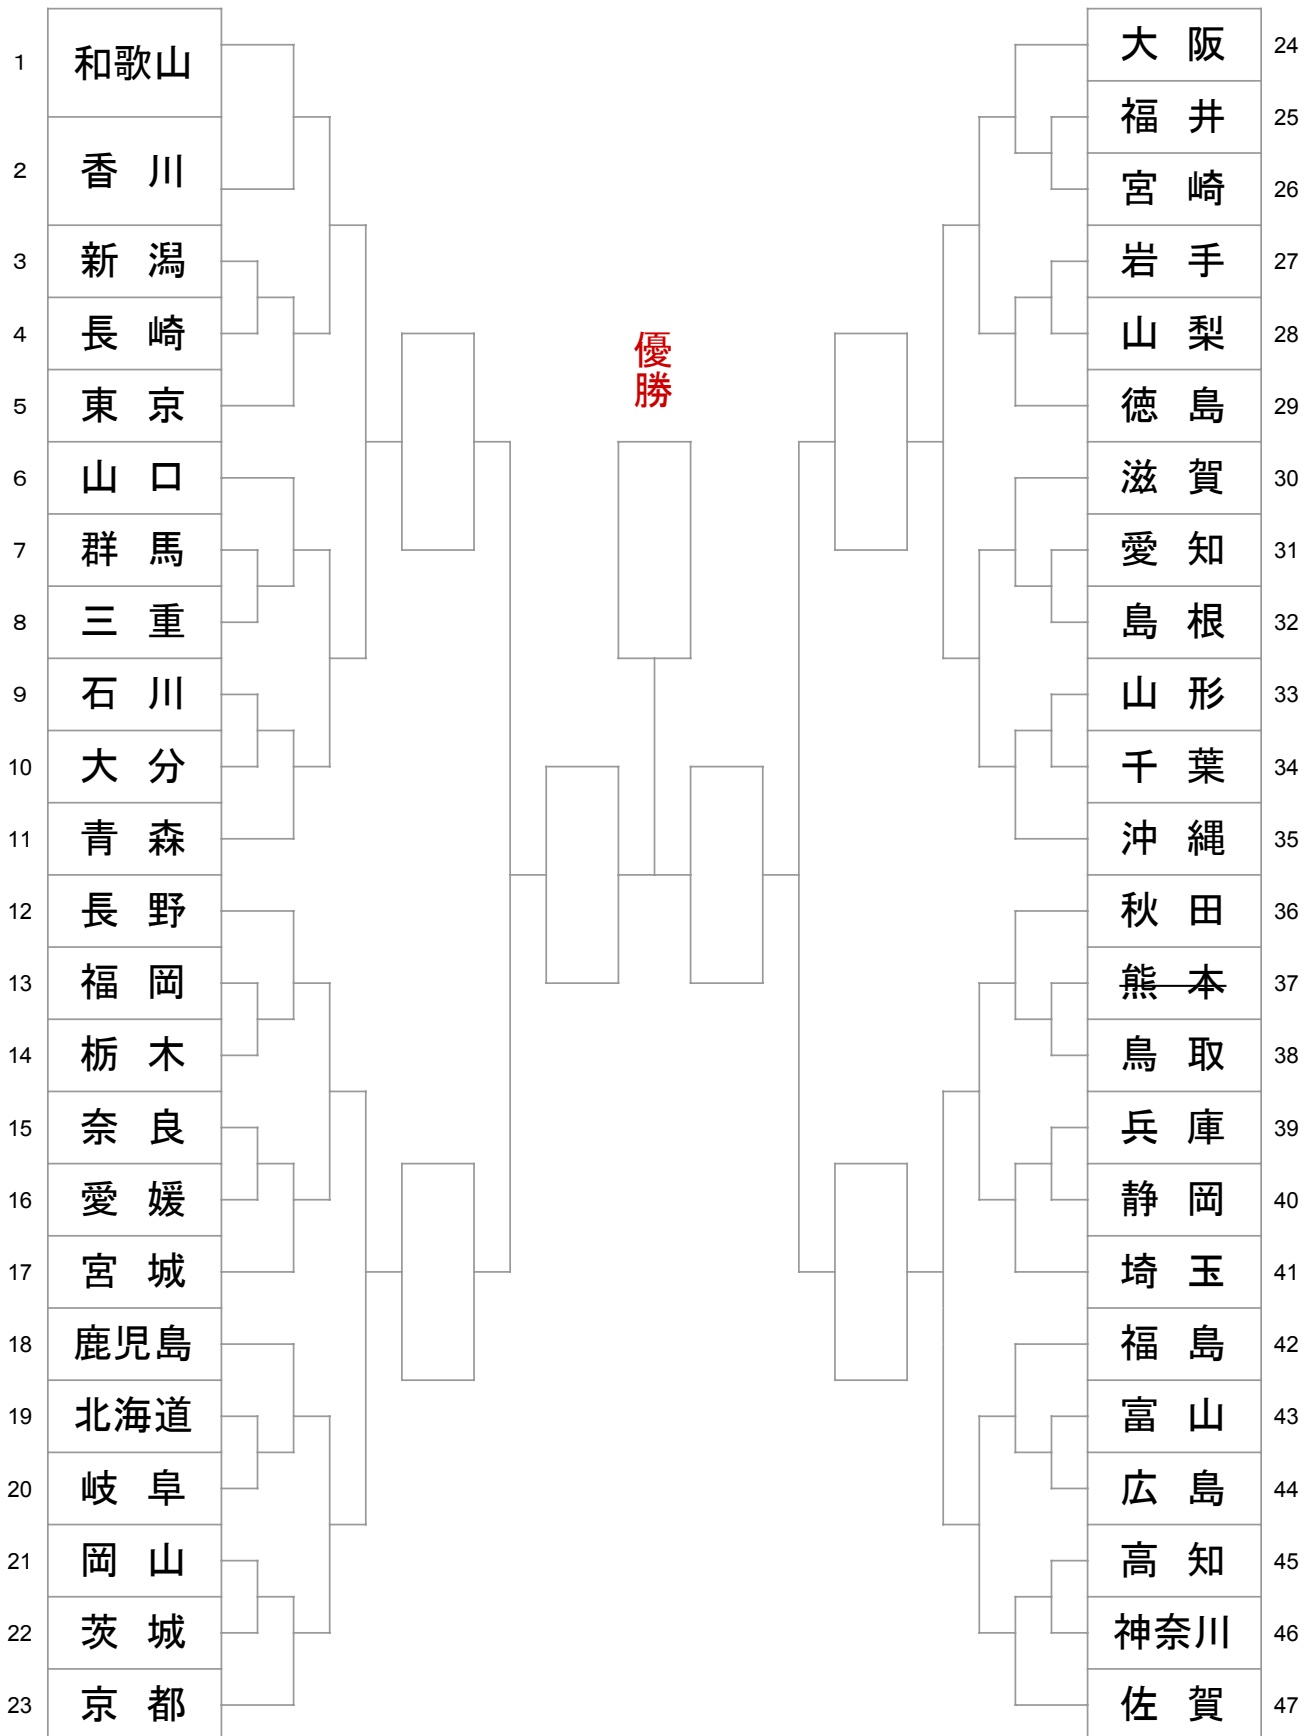 1 和歌山
2 香川
3 新潟
4 長崎
5 東京
6 山口
7 群馬
8 三重
9 石川
10 大分
11 青森
12 長野
13 福岡
14 栃木
15 奈良
16 愛媛
17 宮城
18 鹿児島
19 北海道
20 岐阜
21 岡山
22 茨城
23 京都
優勝
大阪 24
福井 25
宮崎 26
岩手 27
山梨 28
徳島 29
滋賀 30
愛知 31
島根 32
山形 33
千葉 34
沖縄 35
秋田 36
熊本 37
鳥取 38
兵庫 39
静岡 40
埼玉 41
福島 42
富山 43
広島 44
高知 45
神奈川 46
佐賀 47